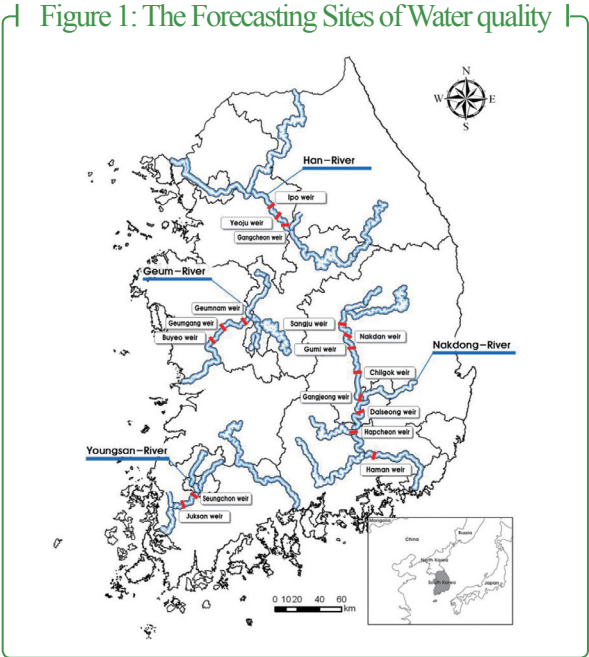 Figure 1: The Forecasting Sites of Water quality
N
W
E
S
Han-River
Ipo weir
Yeoju weir
Gangcheon weir
Geum-River
Geumnam weir
Geumgang weir
Buyeo weir
Sangju weir
Nakdan weir
Gumi weir
Nakdong-River
Chilgok weir
Gangjeong weir
Dalseong weir
Hapcheon weir
Haman weir
Youngsan-River
Seungchon weir
Juksan weir
Mongolia
Russia
China
North Korea
South Korea
Japan
0 10 20 40 60
km